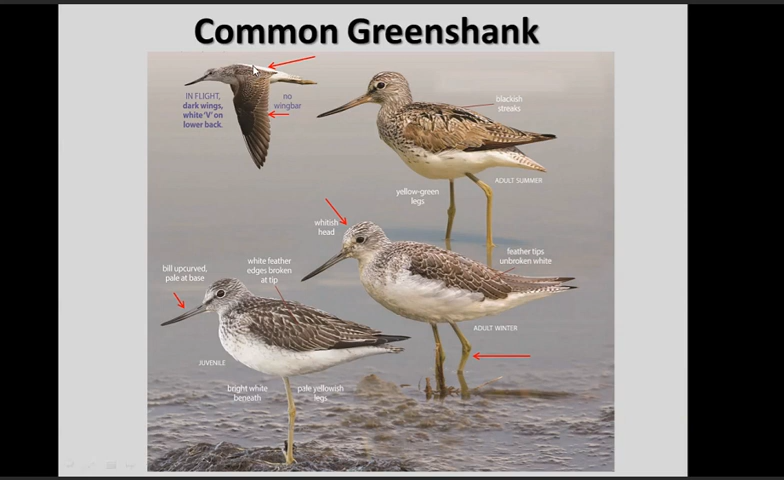 Common Greenshank
IN FLIGHT,
dark wings,
white 'V' on
lower back.
no
wingbar
blackish
streaks
ADULT SUMMER
yellow-green
legs
whitish
head
feather tips
unbroken white
bill upcurved,
pale at base
white feather
edges broken
at tip
ADULT WINTER
JUVENILE
bright white
beneath
pale yellowish
legs